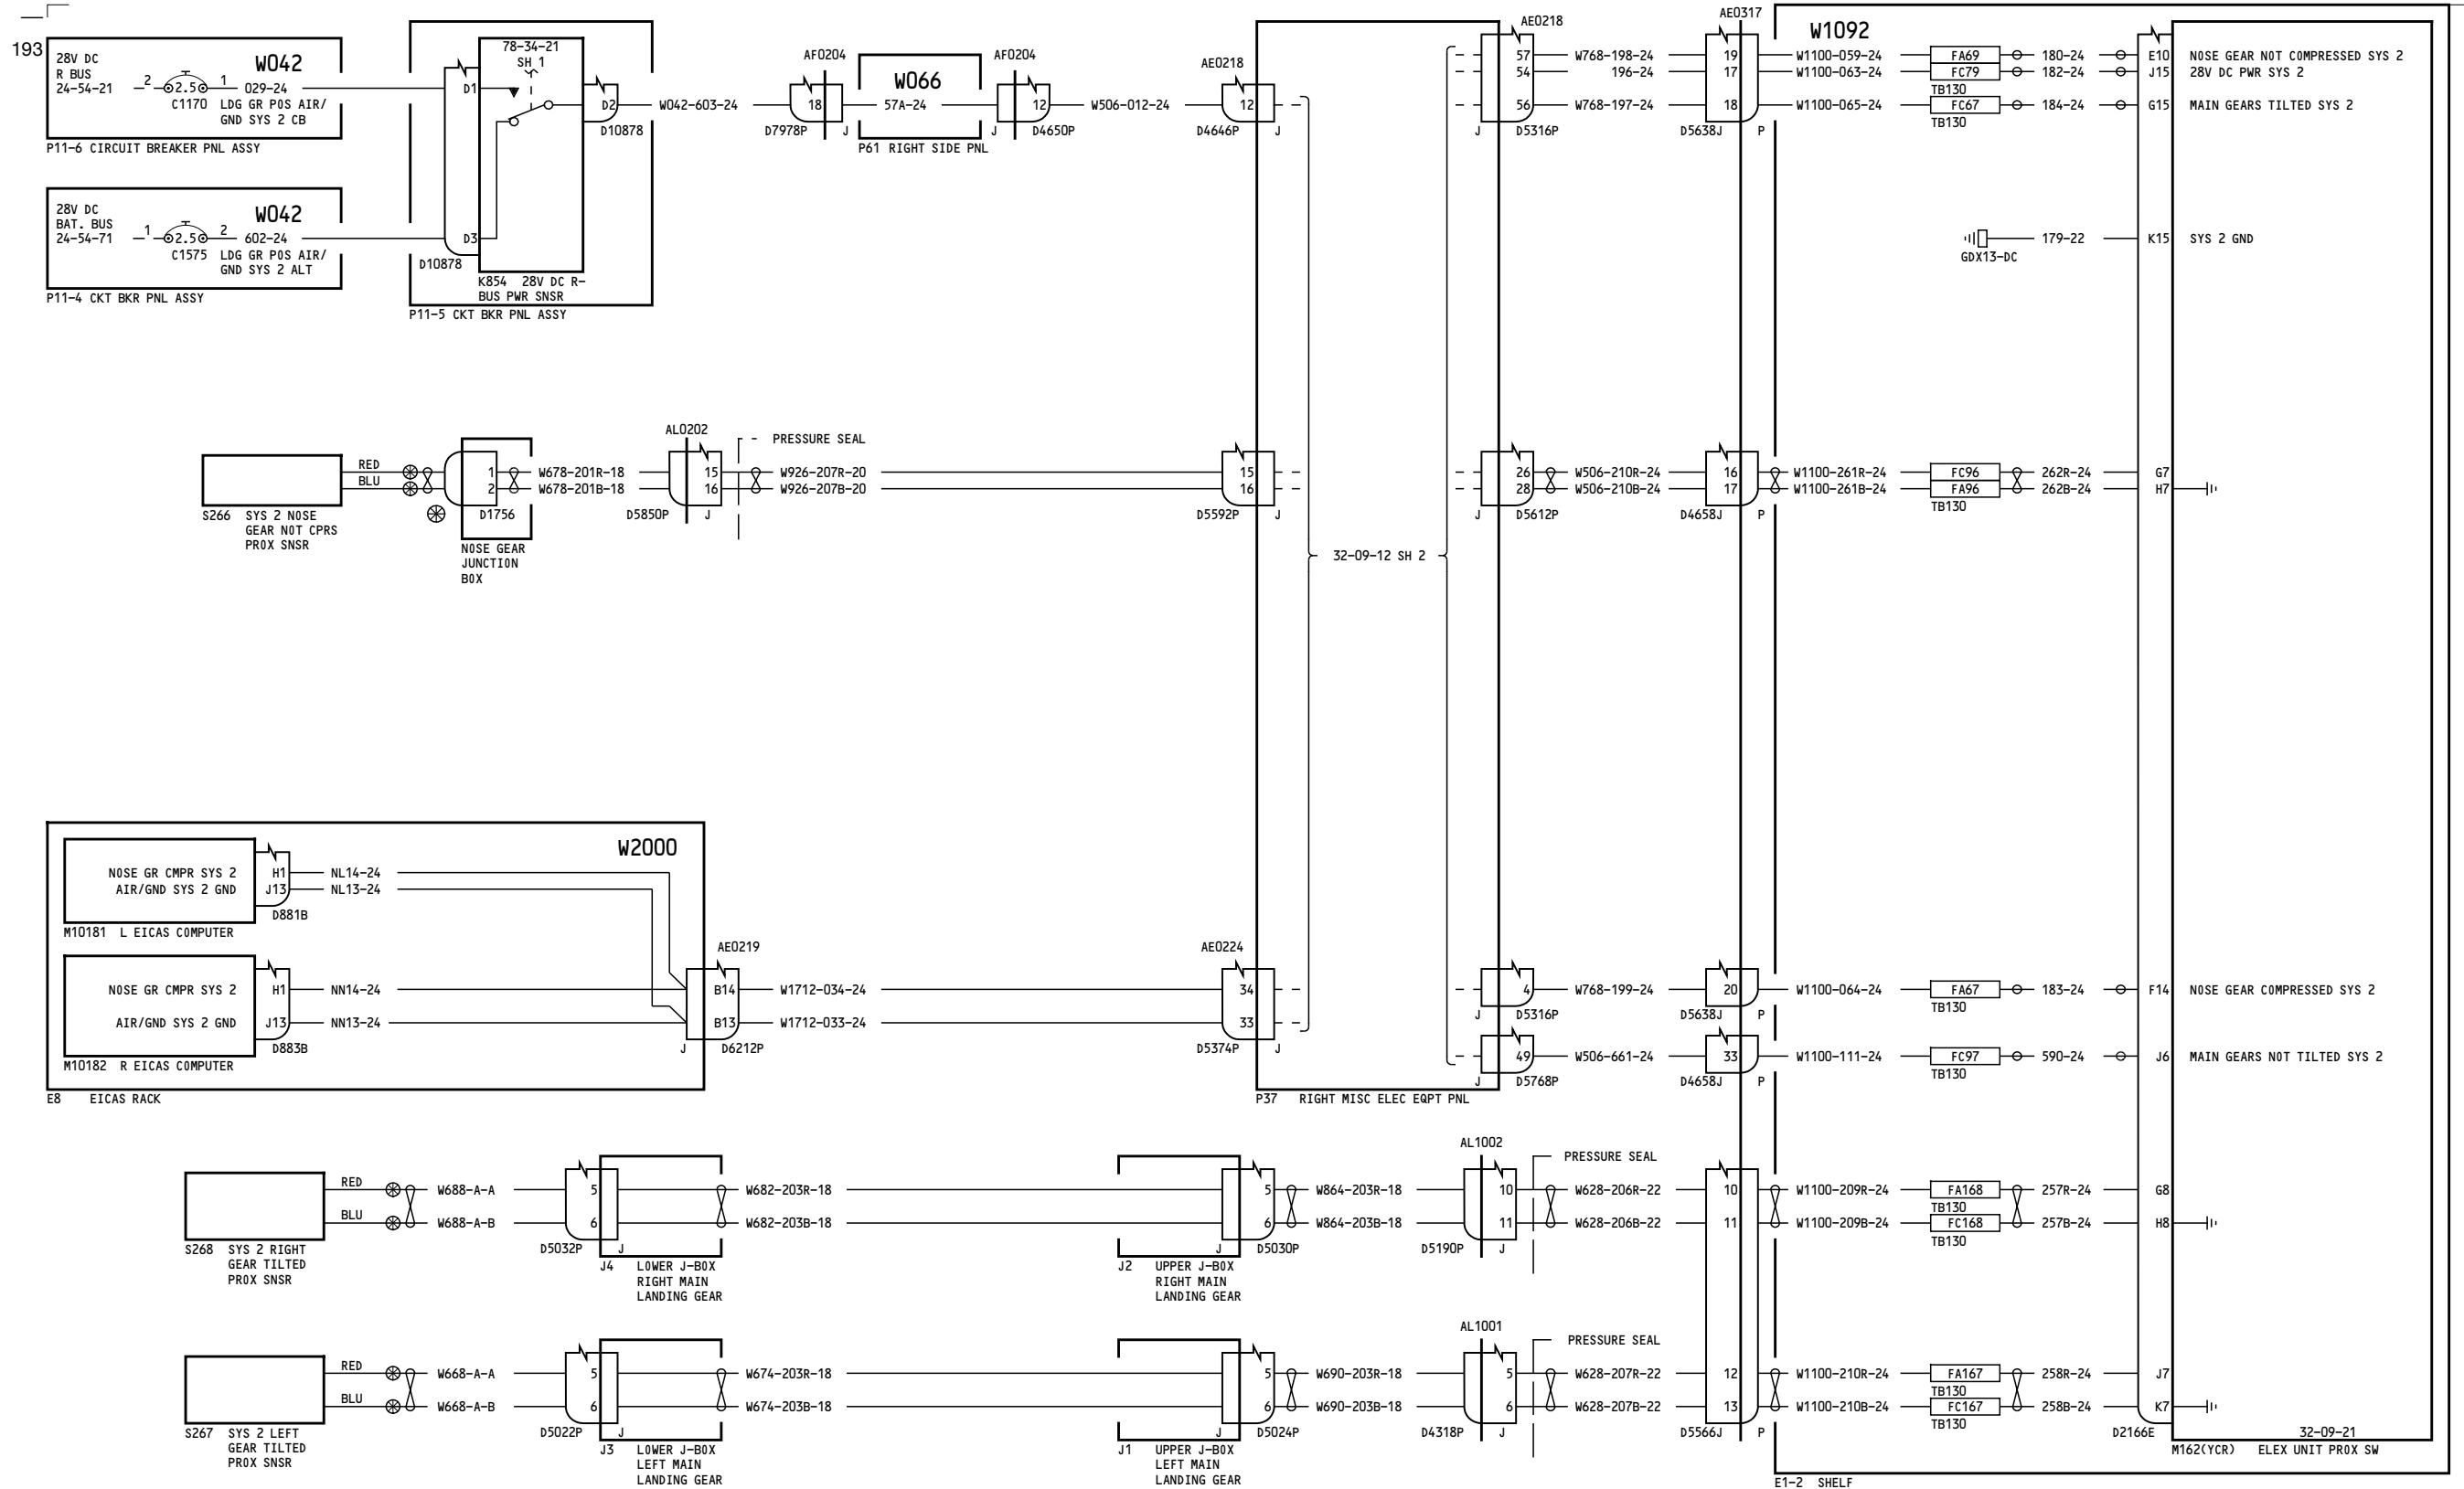 193
28V DC
R BUS
24-54-21
2
2.5
1
W042
029-24
C1170
LDG GR POS AIR/
GND SYS 2 CB
P11-6 CIRCUIT BREAKER PNL ASSY
28V DC
BAT. BUS
24-54-71
1
2.5
2
W042
602-24
C1575
LDG GR POS AIR/
GND SYS 2 ALT
P11-4 CKT BKR PNL ASSY
78-34-21
SH 1
D1
D2
D3
D10878
D10878
K854 28V DC R-
BUS PWR SNSR
P11-5 CKT BKR PNL ASSY
W042-603-24
AF0204
18
D7978P
J
W066
57A-24
P61 RIGHT SIDE PNL
AF0204
12
J
D4650P
W506-012-24
AE0218
12
D4646P
J
AE0218
57
54
56
J
D5316P
W768-198-24
196-24
W768-197-24
AE0317
19
17
18
D5638J
P
W1092
W1100-059-24
W1100-063-24
W1100-065-24
FA69
FC79
TB130
FC67
TB130
180-24
182-24
184-24
E10
J15
G15
NOSE GEAR NOT COMPRESSED SYS 2
28V DC PWR SYS 2
MAIN GEARS TILTED SYS 2
GDX13-DC
179-22
K15
SYS 2 GND
RED
BLU
S266 SYS 2 NOSE
GEAR NOT CPRS
PROX SNSR
1
2
D1756
NOSE GEAR
JUNCTION
BOX
W678-201R-18
W678-201B-18
AL0202
15
16
D5850P
J
PRESSURE SEAL
W926-207R-20
W926-207B-20
15
16
D5592P
J
32-09-12 SH 2
26
28
J
D5612P
W506-210R-24
W506-210B-24
16
17
D4658J
P
W1100-261R-24
W1100-261B-24
FC96
FA96
TB130
262R-24
262B-24
G7
H7
W2000
NOSE GR CMPR SYS 2
AIR/GND SYS 2 GND
H1
J13
NL14-24
NL13-24
D881B
M10181 L EICAS COMPUTER
NOSE GR CMPR SYS 2
AIR/GND SYS 2 GND
H1
J13
NN14-24
NN13-24
D883B
M10182 R EICAS COMPUTER
E8 EICAS RACK
AE0219
B14
B13
J
D6212P
W1712-034-24
W1712-033-24
AE0224
34
33
D5374P
J
P37 RIGHT MISC ELEC EQPT PNL
4
J
D5316P
W768-199-24
20
D5638J
P
W1100-064-24
FA67
TB130
183-24
F14
NOSE GEAR COMPRESSED SYS 2
49
J
D5768P
W506-661-24
33
D4658J
P
W1100-111-24
FC97
TB130
590-24
J6
MAIN GEARS NOT TILTED SYS 2
RED
BLU
S268 SYS 2 RIGHT
GEAR TILTED
PROX SNSR
W688-A-A
W688-A-B
5
6
D5032P
J
J4 LOWER J-BOX
RIGHT MAIN
LANDING GEAR
W682-203R-18
W682-203B-18
J2 UPPER J-BOX
RIGHT MAIN
LANDING GEAR
5
6
J
D5030P
W864-203R-18
W864-203B-18
AL1002
10
11
D5190P
J
PRESSURE SEAL
W628-206R-22
W628-206B-22
10
11
W1100-209R-24
W1100-209B-24
FA168
TB130
FC168
TB130
257R-24
257B-24
G8
H8
RED
BLU
S267 SYS 2 LEFT
GEAR TILTED
PROX SNSR
W668-A-A
W668-A-B
5
6
D5022P
J
J3 LOWER J-BOX
LEFT MAIN
LANDING GEAR
W674-203R-18
W674-203B-18
J1 UPPER J-BOX
LEFT MAIN
LANDING GEAR
5
6
J
D5024P
W690-203R-18
W690-203B-18
AL1001
5
6
D4318P
J
PRESSURE SEAL
W628-207R-22
W628-207B-22
12
13
D5566J
P
W1100-210R-24
W1100-210B-24
FA167
TB130
FC167
TB130
258R-24
258B-24
J7
K7
D2166E
32-09-21
M162(YCR) ELEX UNIT PROX SW
E1-2 SHELF